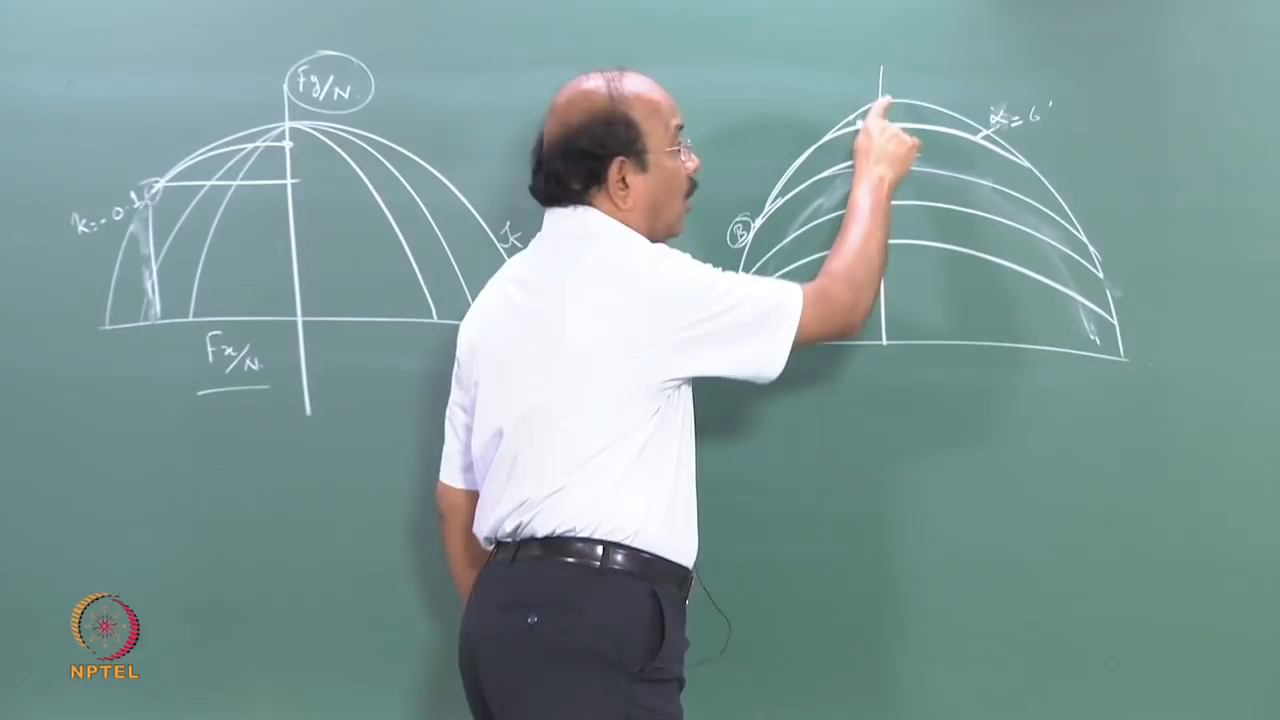 Fy/N.
k=-0.1
Fx/N.
k
B
α=6°
NPTEL